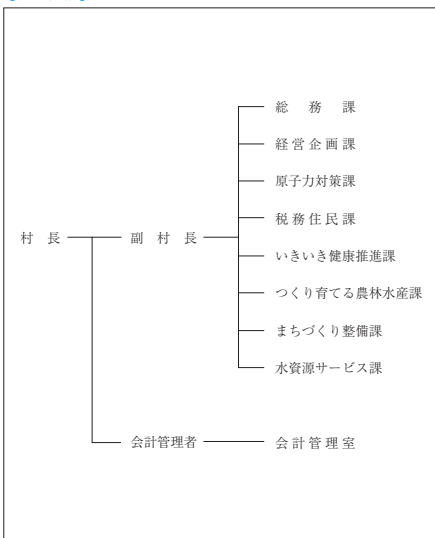 総務課
経営企画課
原子力対策課
税務住民課
村長
副村長
いきいき健康推進課
つくり育てる農林水産課
まちづくり整備課
水資源サービス課
会計管理者
会計管理室